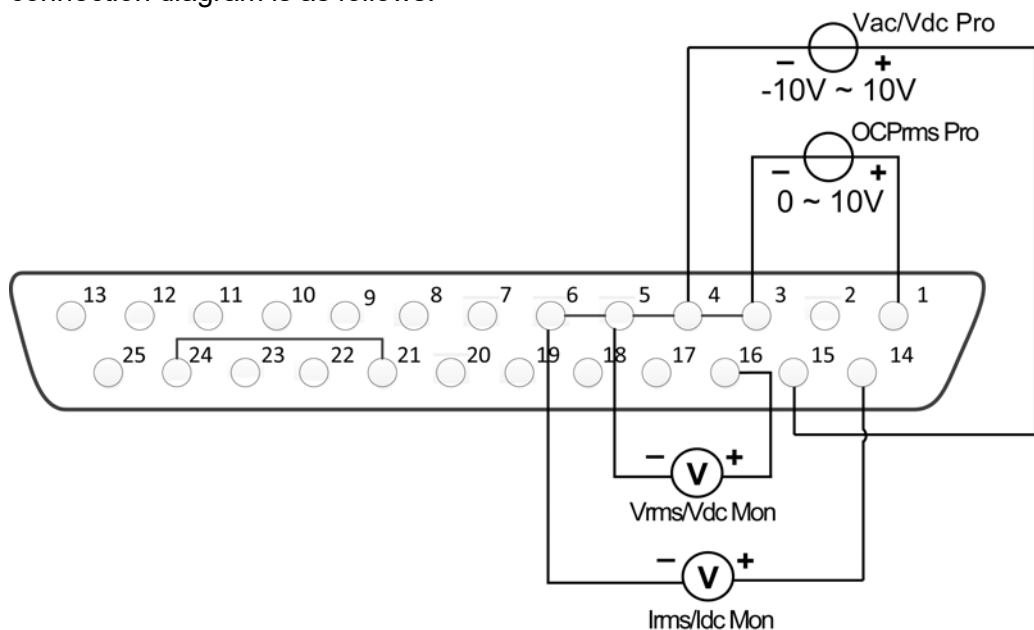 connection diagram is as follows:
Vac/Vdc Pro
− +
-10V ~ 10V
OCPrms Pro
− +
0 ~ 10V
13 12 11 10 9 8 7 6 5 4 3 2 1
25 24 23 22 21 20 19 18 17 16 15 14
− V +
Vrms/Vdc Mon
− V +
Irms/Idc Mon